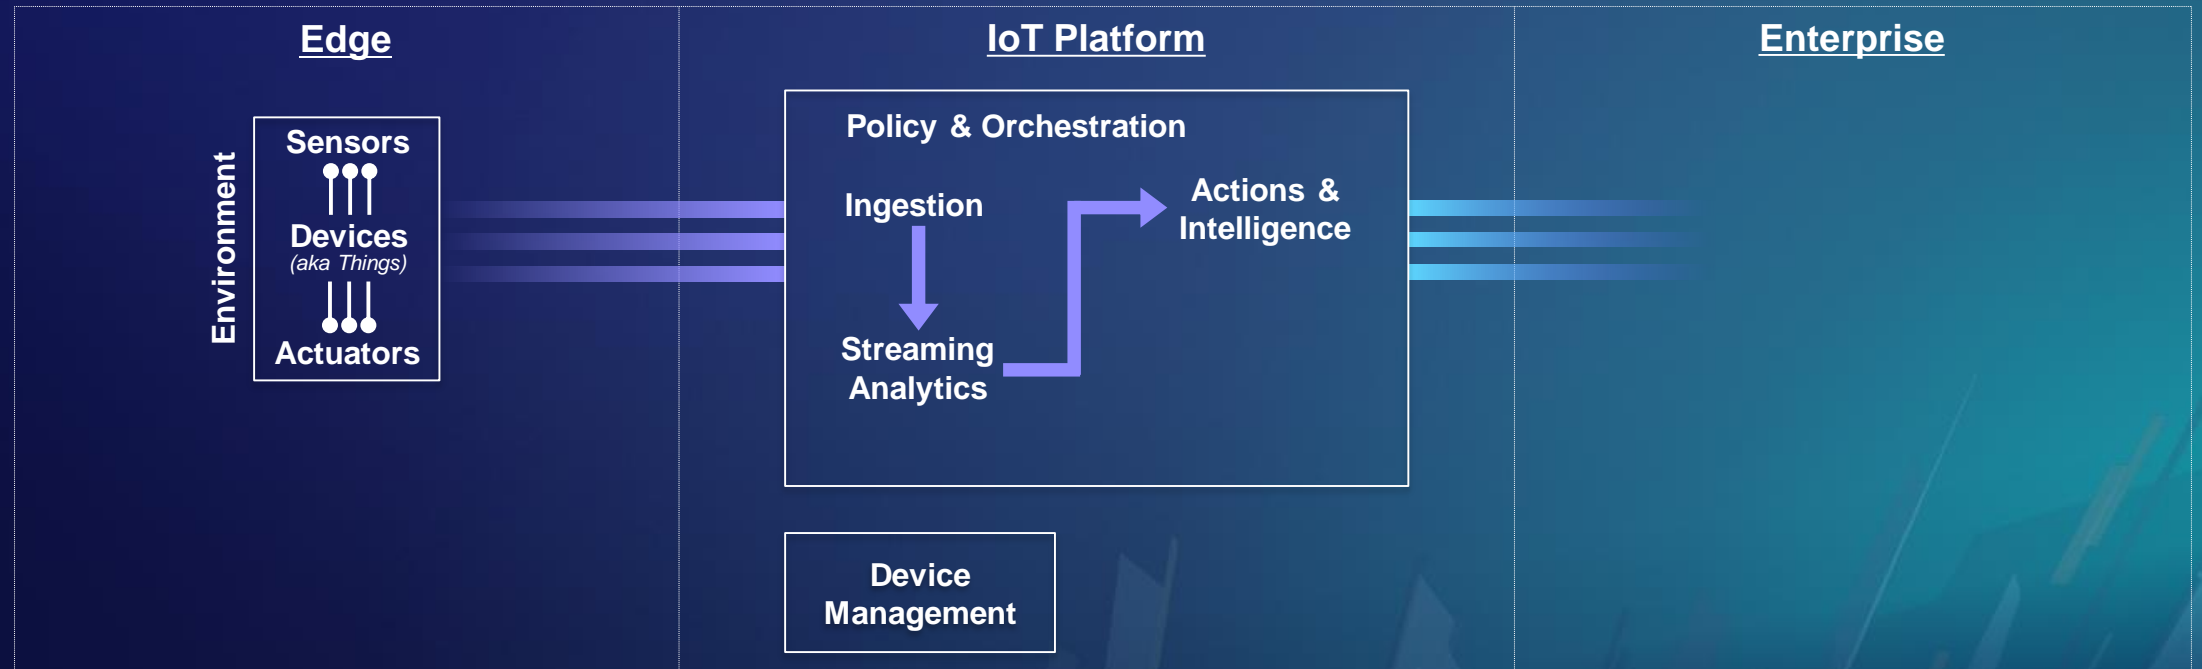 Edge
IoT Platform
Enterprise
Environment
Sensors
Devices
(aka Things)
Actuators
Policy & Orchestration
Ingestion
Streaming
Analytics
Actions &
Intelligence
Device
Management